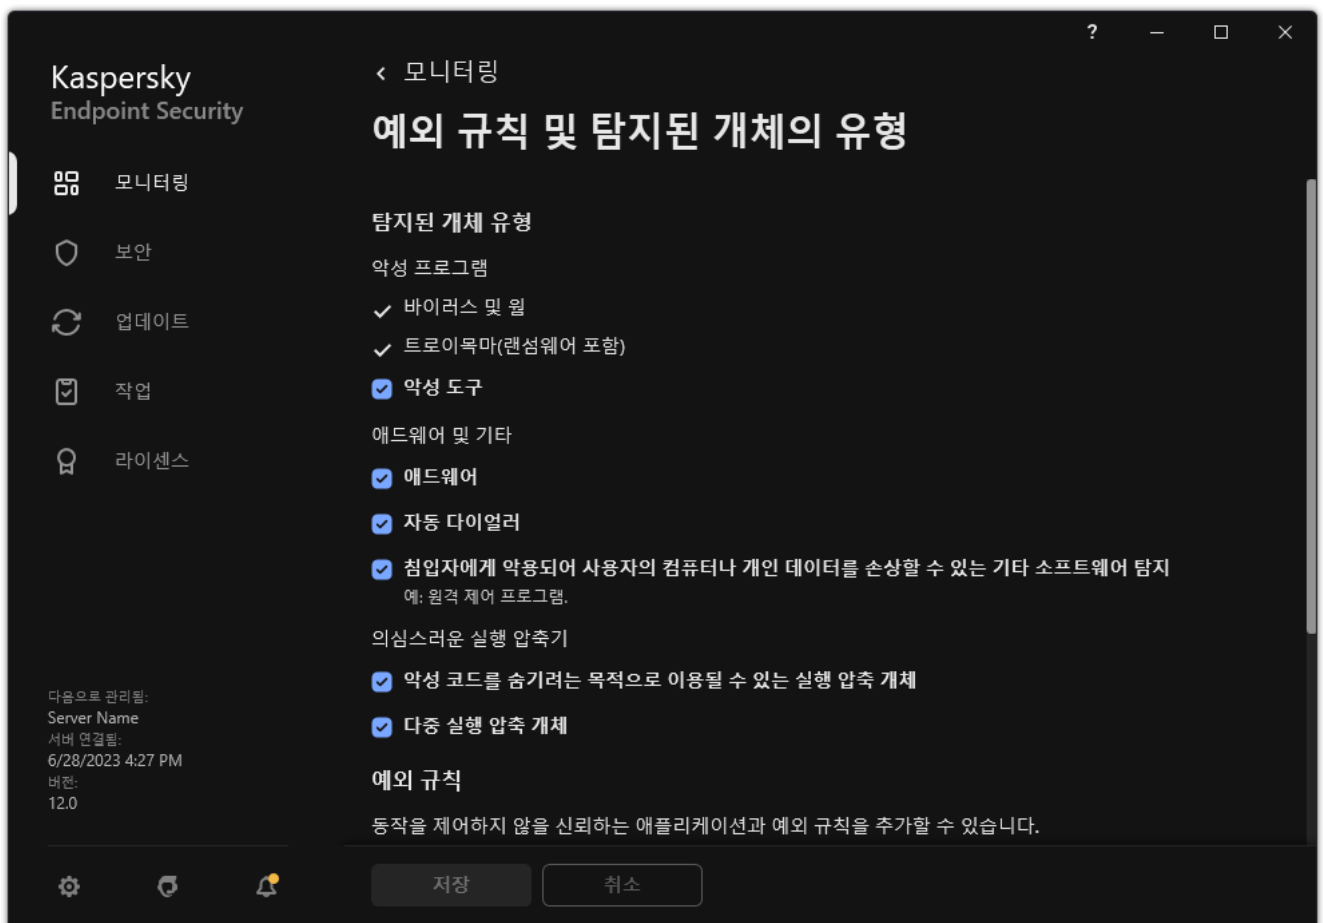 ?
Kaspersky
Endpoint Security
모니터링
보안
업데이트
작업
라이센스
다음으로 관리됨:
Server Name
서버 연결됨:
6/28/2023 4:27 PM
버전:
12.0
모니터링
예외 규칙 및 탐지된 개체의 유형
탐지된 개체 유형
악성 프로그램
바이러스 및 웜
트로이목마(랜섬웨어 포함)
악성 도구
애드웨어 및 기타
애드웨어
자동 다이얼러
침입자에게 악용되어 사용자의 컴퓨터나 개인 데이터를 손상할 수 있는 기타 소프트웨어 탐지
예: 원격 제어 프로그램.
의심스러운 실행 압축기
악성 코드를 숨기려는 목적으로 이용될 수 있는 실행 압축 개체
다중 실행 압축 개체
예외 규칙
동작을 제어하지 않을 신뢰하는 애플리케이션과 예외 규칙을 추가할 수 있습니다.
저장
취소